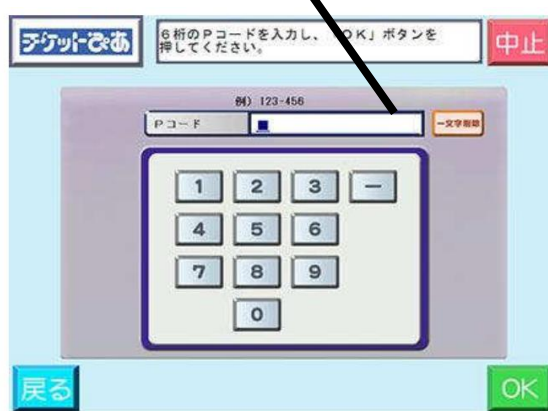 チケットぴあ
6桁のPコードを入力し、「OK」ボタンを
押してください。
中止
例) 123-456
Pコード
一文字削除
1 2 3 －
4 5 6
7 8 9
0
戻る
OK